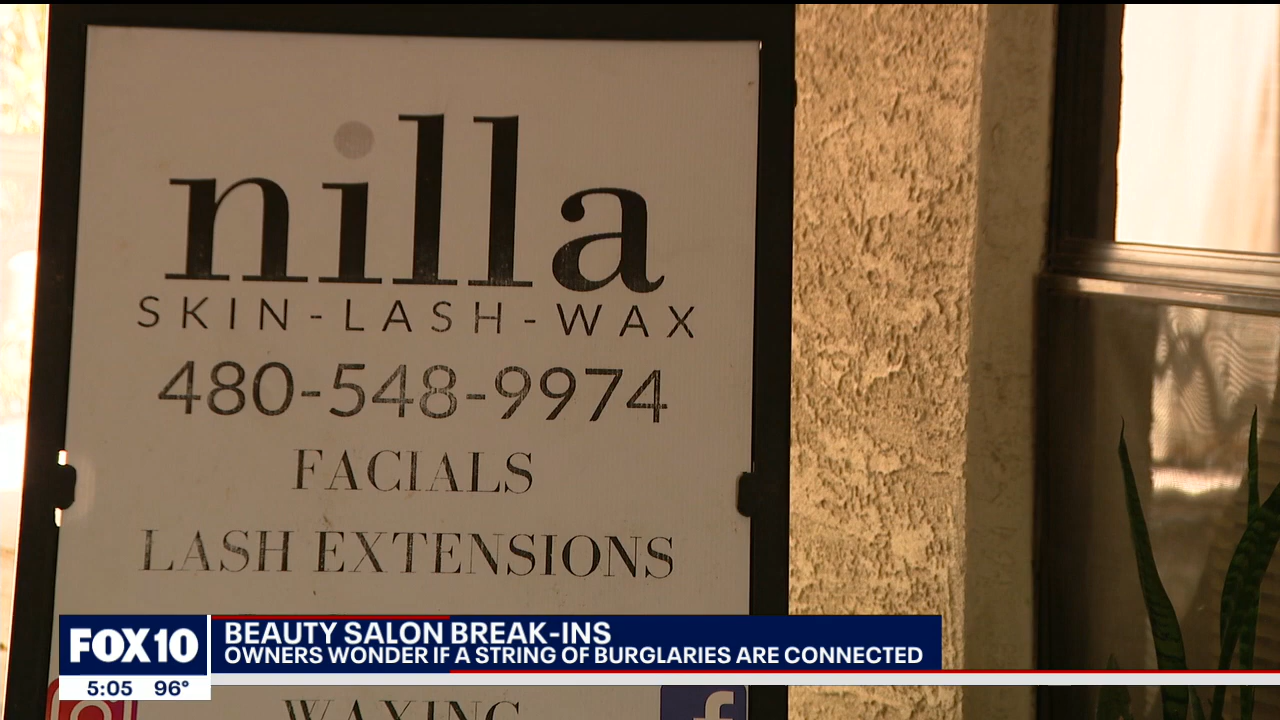 nilla
SKIN-LASH-WAX
480-548-9974
FACIALS
LASH EXTENSIONS
WAXING
FOX 10
BEAUTY SALON BREAK-INS
OWNERS WONDER IF A STRING OF BURGLARIES ARE CONNECTED
5:05 96°